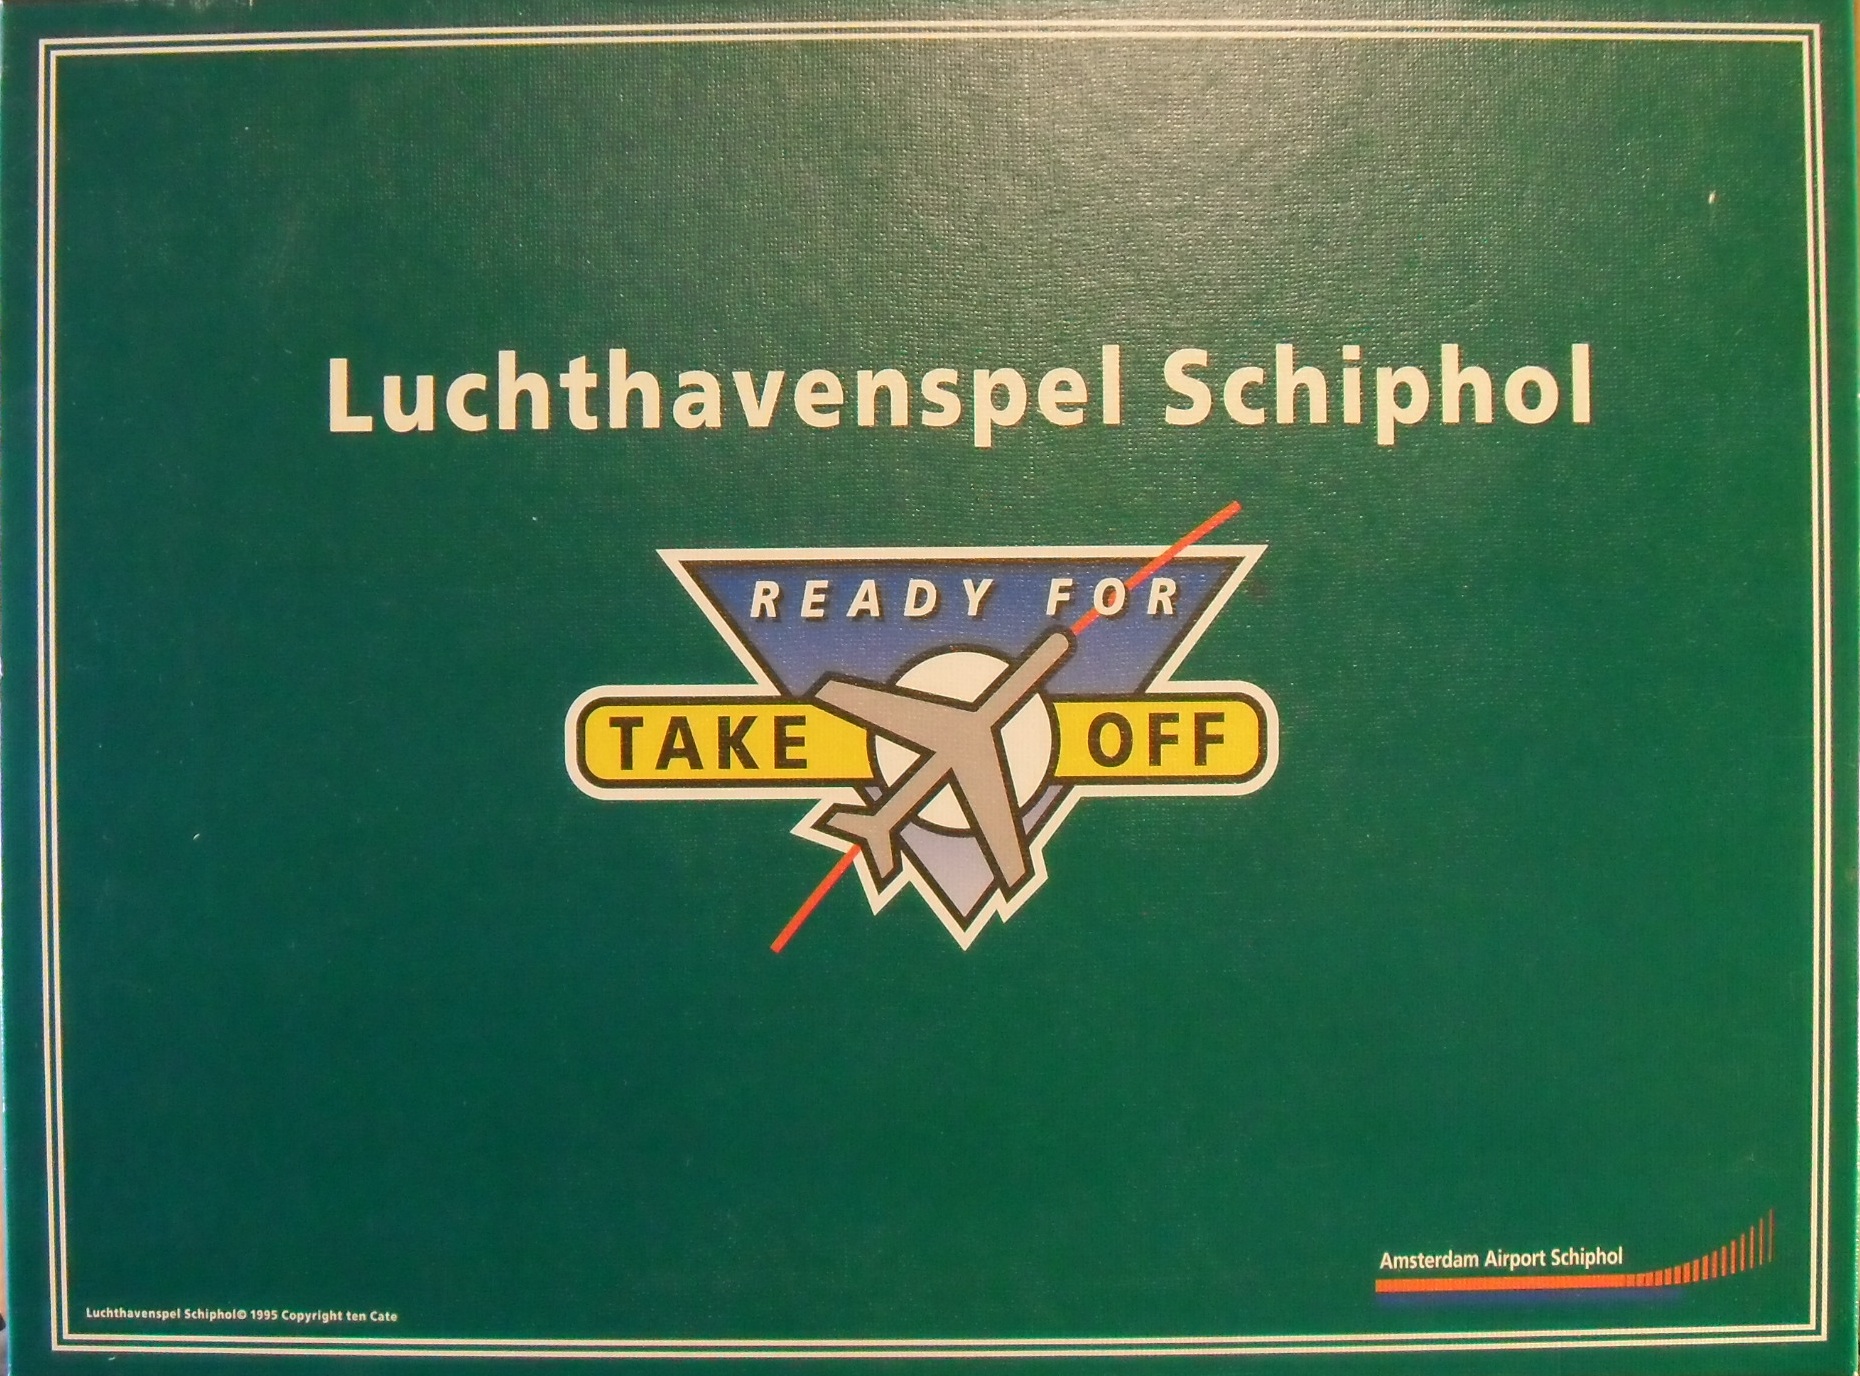 Luchthavenspel Schiphol
READY FOR
TAKE OFF
Amsterdam Airport Schiphol
Luchthavenspel Schiphol© 1995 Copyright ten Cate